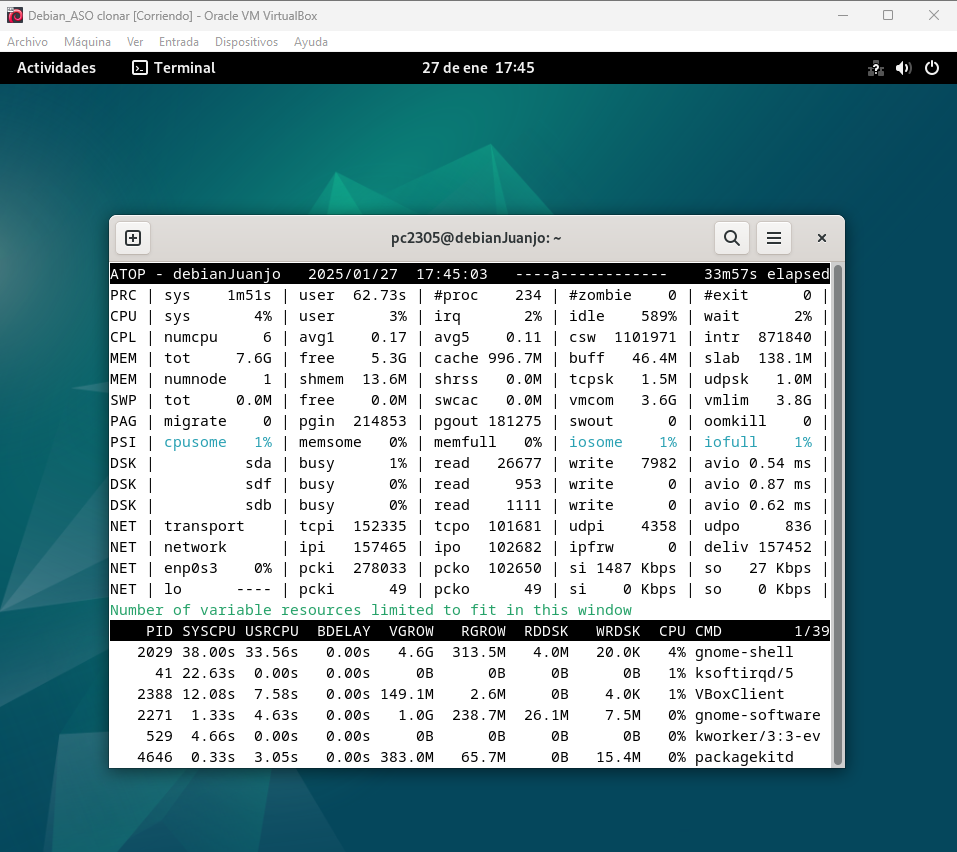 Debian_ASO clonar [Corriendo] - Oracle VM VirtualBox
Archivo Máquina Ver Entrada Dispositivos Ayuda
Actividades Terminal 27 de ene 17:45
pc2305@debianJuanjo: ~
ATOP - debianJuanjo 2025/01/27 17:45:03 ----a------------ 33m57s elapsed
PRC | sys 1m51s | user 62.73s | #proc 234 | #zombie 0 | #exit 0 |
CPU | sys 4% | user 3% | irq 2% | idle 589% | wait 2% |
CPL | numcpu 6 | avg1 0.17 | avg5 0.11 | csw 1101971 | intr 871840 |
MEM | tot 7.6G | free 5.3G | cache 996.7M | buff 46.4M | slab 138.1M |
MEM | numnode 1 | shmem 13.6M | shrss 0.0M | tcpsk 1.5M | udpsk 1.0M |
SWP | tot 0.0M | free 0.0M | swcac 0.0M | vmcom 3.6G | vmlim 3.8G |
PAG | migrate 0 | pgin 214853 | pgout 181275 | swout 0 | oomkill 0 |
PSI | cpusome 1% | memsome 0% | memfull 0% | iosome 1% | iofull 1% |
DSK | sda | busy 1% | read 26677 | write 7982 | avio 0.54 ms |
DSK | sdf | busy 0% | read 953 | write 0 | avio 0.87 ms |
DSK | sdb | busy 0% | read 1111 | write 0 | avio 0.62 ms |
NET | transport | tcpi 152335 | tcpo 101681 | udpi 4358 | udpo 836 |
NET | network | ipi 157465 | ipo 102682 | ipfrw 0 | deliv 157452 |
NET | enp0s3 0% | pcki 278033 | pcko 102650 | si 1487 Kbps | so 27 Kbps |
NET | lo ---- | pcki 49 | pcko 49 | si 0 Kbps | so 0 Kbps |
Number of variable resources limited to fit in this window
PID SYSCPU USRCPU BDELAY VGROW RGROW RDDSK WRDSK CPU CMD 1/39
2029 38.00s 33.56s 0.00s 4.6G 313.5M 4.0M 20.0K 4% gnome-shell
41 22.63s 0.00s 0.00s 0B 0B 0B 0B 1% ksoftirqd/5
2388 12.08s 7.58s 0.00s 149.1M 2.6M 0B 4.0K 1% VBoxClient
2271 1.33s 4.63s 0.00s 1.0G 238.7M 26.1M 7.5M 0% gnome-software
529 4.66s 0.00s 0.00s 0B 0B 0B 0B 0% kworker/3:3-ev
4646 0.33s 3.05s 0.00s 383.0M 65.7M 0B 15.4M 0% packagekitd